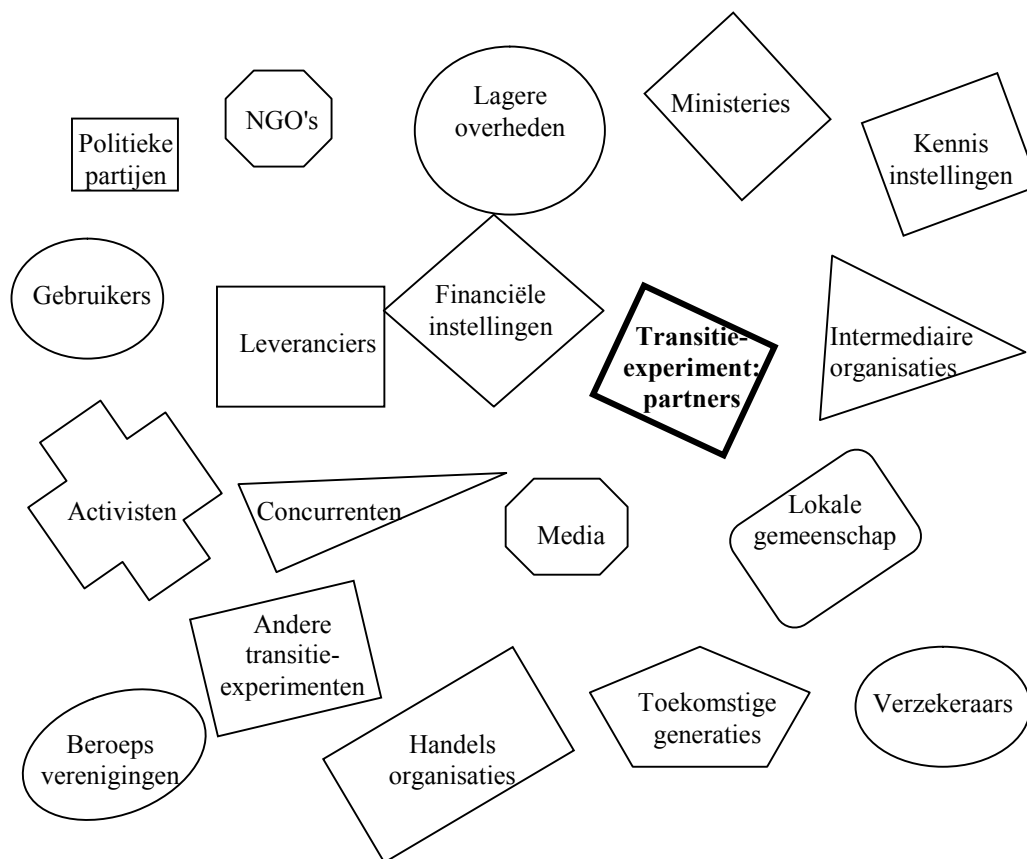 Politieke
partijen
NGO's
Lagere
overheden
Ministeries
Kennis
instellingen
Gebruikers
Leveranciers
Financiële
instellingen
Transitie-
experiment:
partners
Intermediaire
organisaties
Activisten
Concurrenten
Media
Lokale
gemeenschap
Andere
transitie-
experimenten
Beroeps
verenigingen
Handels
organisaties
Toekomstige
generaties
Verzekeraars